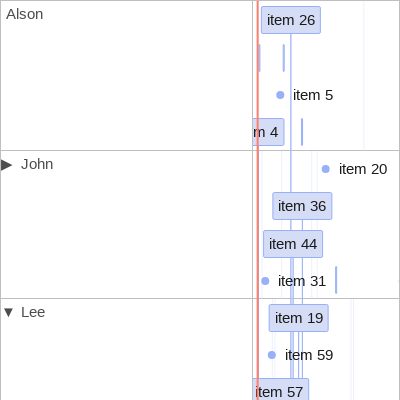 Alson
item 26
item 5
m 4
▶ John
item 20
item 36
item 44
item 31
▼ Lee
item 19
item 59
item 57